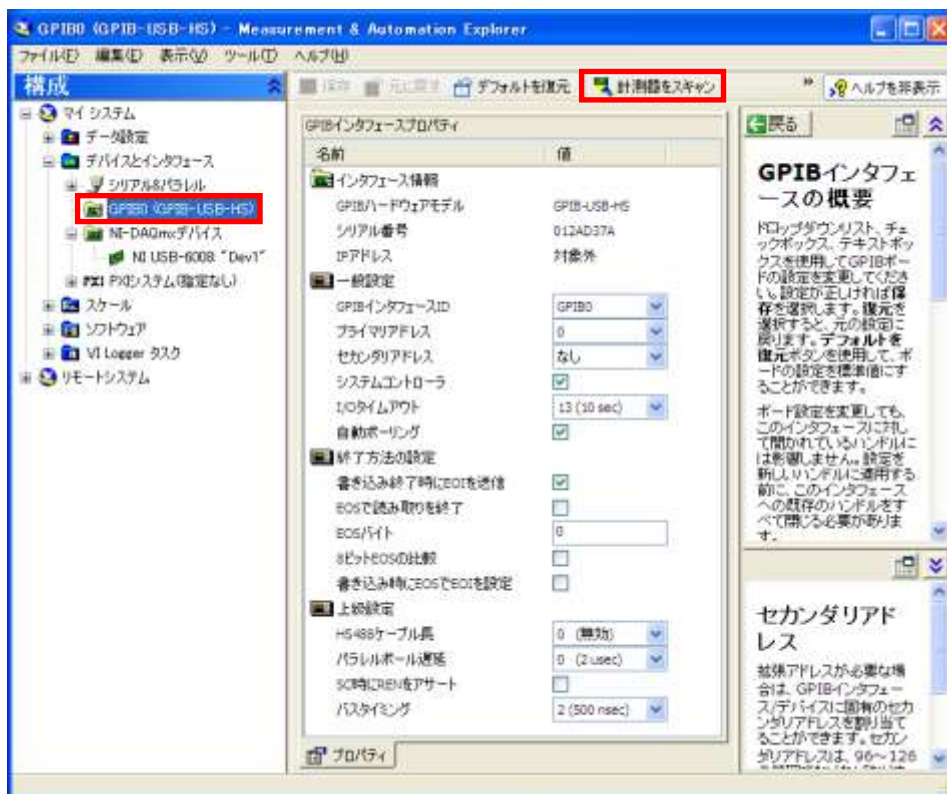 GPIB0 (GPIB-USB-HS) - Measurement & Automation Explorer
ファイル(F) 編集(E) 表示(V) ツール(T) ヘルプ(H)
構成
保存 元に戻す デフォルトを復元 計測器をスキャン » ヘルプを非表示
マイ システム
データ設定
デバイスとインタフェース
シリアル&パラレル
GPIB0 (GPIB-USB-HS)
NI-DAQmxデバイス
NI USB-6008: "Dev1"
PXI PXIシステム(指定なし)
スケール
ソフトウェア
VI Logger タスク
リモートシステム
GPIBインタフェースプロパティ
名前 値
インタフェース情報
GPIBハードウェアモデル GPIB-USB-HS
シリアル番号 012AD37A
IPアドレス 対象外
一般設定
GPIBインタフェースID GPIB0
プライマリアドレス 0
セカンダリアドレス なし
システムコントローラ
I/Oタイムアウト 13 (10 sec)
自動ポーリング
終了方法の設定
書き込み終了時にEOIを送信
EOSで読み取りを終了
EOSバイト 0
8ビットEOSの比較
書き込み時にEOSでEOIを設定
上級設定
HS488ケーブル長 0 (無効)
パラレルポール遅延 0 (2 usec)
SC時にRENをアサート
バスタイミング 2 (500 nsec)
プロパティ
戻る
GPIBインタフェ
ースの概要
ドロップダウンリスト、チェ
ックボックス、テキストボッ
クスを使用してGPIBボー
ドの設定を変更してくださ
い。設定が正しければ保
存を選択します。復元を
選択すると、元の設定に
戻ります。デフォルトを
復元ボタンを使用して、ボ
ードの設定を標準値にす
ることができます。
ボード設定を変更しても、
このインタフェースに対し
て開かれているハンドルに
は影響しません。設定を
新しいハンドルに適用する
前に、このインタフェース
への既存のハンドルをす
べて閉じる必要がありま
す。
セカンダリアド
レス
拡張アドレスが必要な場
合は、GPIBインタフェー
ス/デバイスに固有のセカ
ンダリアドレスを割り当て
ることができます。セカン
ダリアドレスは、96～126